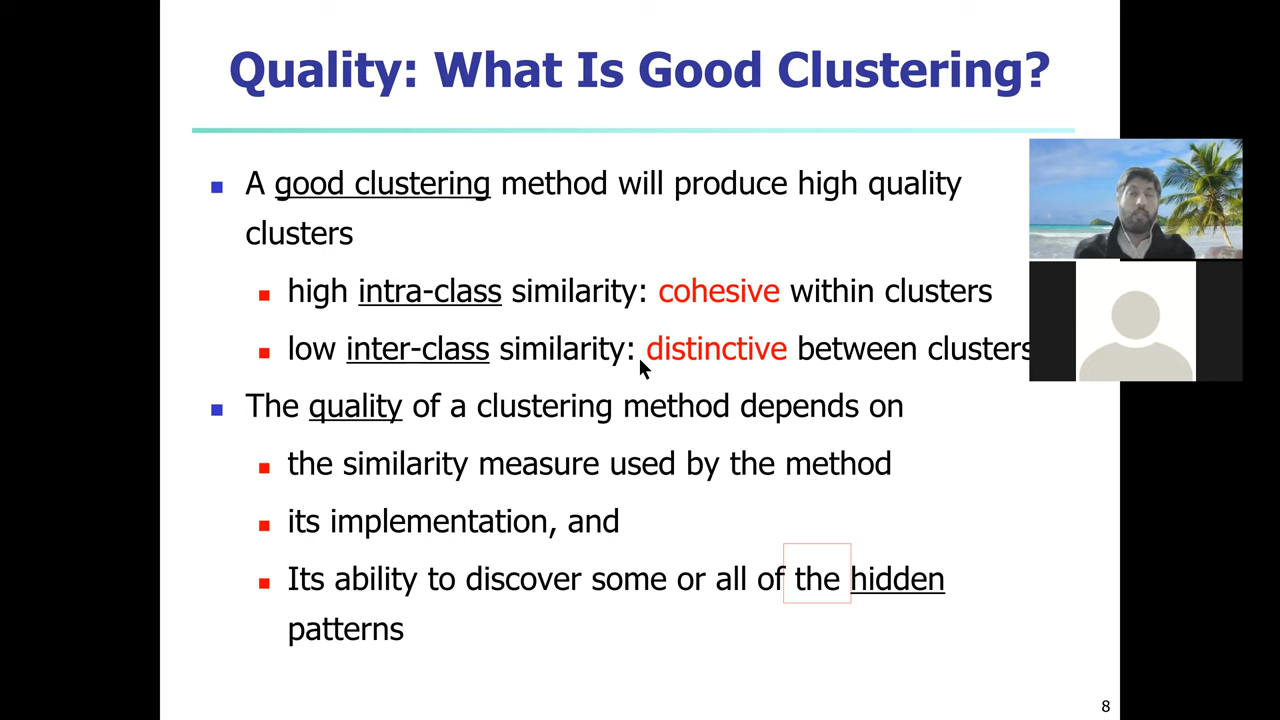 Quality: What Is Good Clustering?
A good clustering method will produce high quality
clusters
high intra-class similarity: cohesive within clusters
low inter-class similarity: distinctive between clusters
The quality of a clustering method depends on
the similarity measure used by the method
its implementation, and
Its ability to discover some or all of the hidden
patterns
8